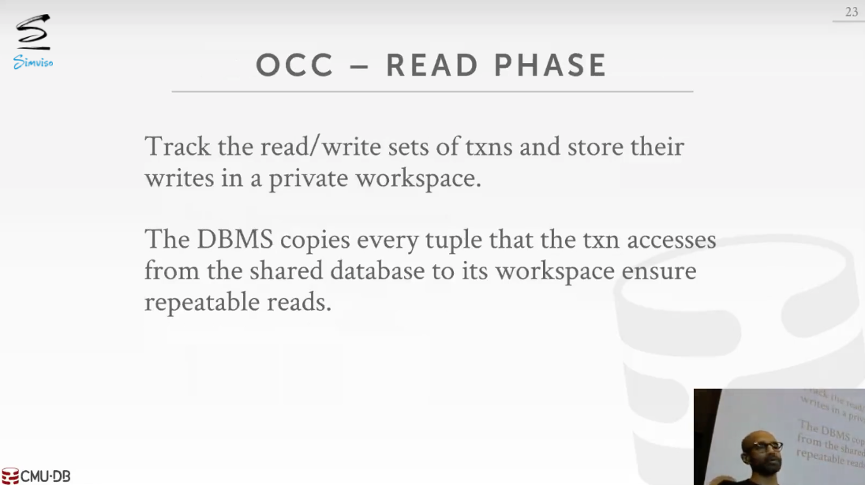 23
Simviso
OCC – READ PHASE
Track the read/write sets of txns and store their
writes in a private workspace.
The DBMS copies every tuple that the txn accesses
from the shared database to its workspace ensure
repeatable reads.
Track the read
writes in a priv
The DBMS cop
from the shared
repeatable read
CMU·DB